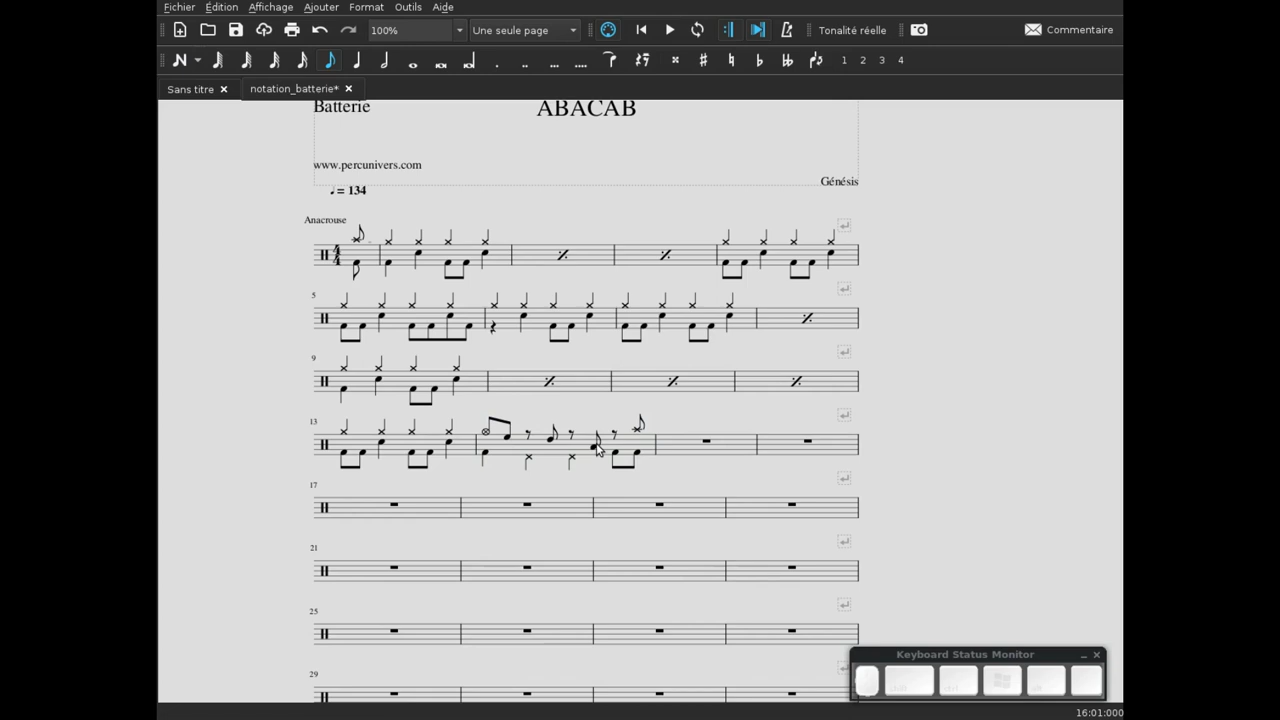 Fichier Édition Affichage Ajouter Format Outils Aide
100% Une seule page Tonalité réelle Commentaire
1 2 3 4
Sans titre notation_batterie*
Batterie ABACAB
www.percunivers.com
Génésis
= 134
Anacrouse
4
4
5
9
13
17
21
25
29
Keyboard Status Monitor
16:01:000